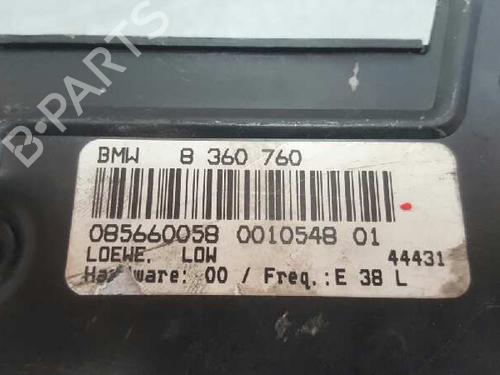 B-PARTS
BMW 8 360 760
085660058 0010548 01
LOEWE. LOW 44431
Hardware: 00 / Freq.:E 38 L